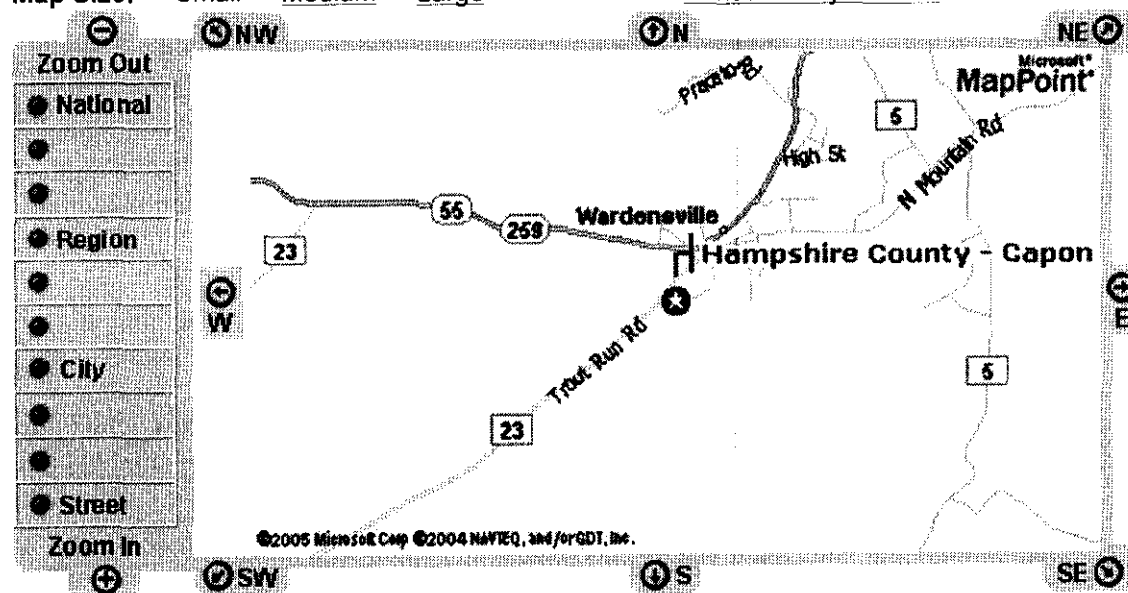 Small Medium Large
NW
N
NE
Zoom Out
National
Region
City
Street
Zoom In
Microsoft
MapPoint
5
High St
N Mountain Rd
55
259
Wardensville
23
Hampshire County - Capon
W
E
Trout Run Rd
5
23
©2005 Microsoft Corp ©2004 NAVTEQ, and/or GDT, Inc.
SW
S
SE